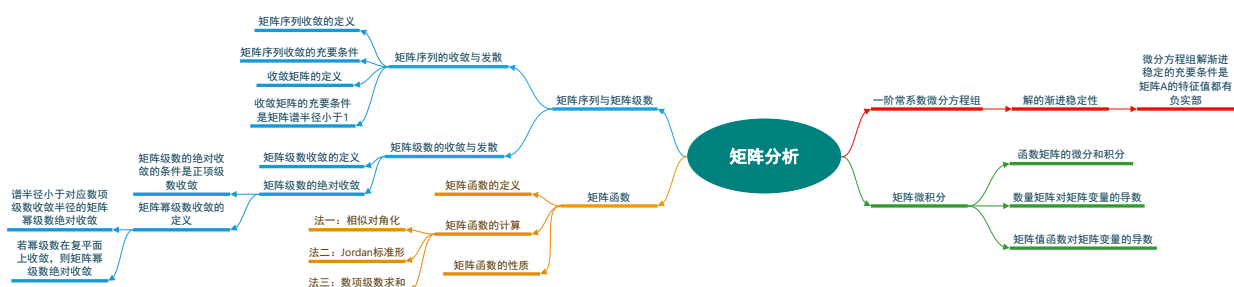 矩阵序列收敛的定义
矩阵序列收敛的充要条件
收敛矩阵的定义
收敛矩阵的充要条件
是矩阵谱半径小于1
矩阵序列的收敛与发散
矩阵序列与矩阵级数
矩阵级数的收敛与发散
矩阵级数收敛的定义
矩阵级数的绝对收敛
矩阵级数的绝对收
敛的条件是正项级
数收敛
矩阵幂级数收敛的
定义
谱半径小于对应数项
级数收敛半径的矩阵
幂级数绝对收敛
若幂级数在复平面
上收敛，则矩阵幂
级数绝对收敛
矩阵函数的定义
矩阵函数
矩阵函数的计算
法一：相似对角化
法二：Jordan标准形
法三：数项级数求和
矩阵函数的性质
矩阵分析
一阶常系数微分方程组
解的渐进稳定性
微分方程组解渐进
稳定的充要条件是
矩阵A的特征值都有
负实部
矩阵微积分
函数矩阵的微分和积分
数量矩阵对矩阵变量的导数
矩阵值函数对矩阵变量的导数